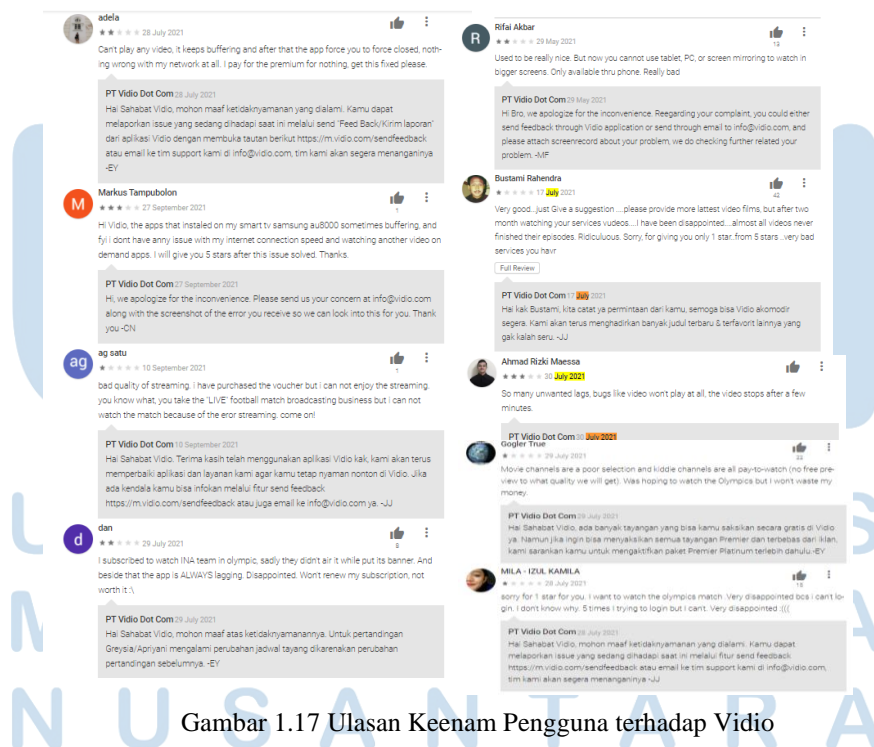 adela
28 July 2021
Can't play any video, it keeps buffering and after that the app force you to force closed, noth-
ing wrong with my network at all. I pay for the premium for nothing, get this fixed please.
PT Vidio Dot Com 28 July 2021
Hai Sahabat Vidio, mohon maaf ketidaknyamanan yang dialami. Kamu dapat
melaporkan issue yang sedang dihadapi saat ini melalui send "Feed Back/Kirim laporan"
dari aplikasi Vidio dengan membuka tautan berikut https://m.vidio.com/sendfeedback
atau email ke tim support kami di info@vidio.com, tim kami akan segera menanganinya
-EY
M
Markus Tampubolon
27 September 2021
1
Hi Vidio, the apps that instaled on my smart tv samsung au8000 sometimes buffering, and
fyi i dont have anny issue with my internet connection speed and watching another video on
demand apps. I will give you 5 stars after this issue solved. Thanks.
PT Vidio Dot Com 27 September 2021
Hi, we apologize for the inconvenience. Please send us your concern at info@vidio.com
along with the screenshot of the error you receive so we can look into this for you. Thank
you -CN
ag
ag satu
10 September 2021
1
bad quality of streaming. i have purchased the voucher but i can not enjoy the streaming.
you know what, you take the "LIVE" football match broadcasting business but i can not
watch the match because of the eror streaming. come on!
PT Vidio Dot Com 10 September 2021
Hai Sahabat Vidio. Terima kasih telah menggunakan aplikasi Vidio kak, kami akan terus
memperbaiki aplikasi dan layanan kami agar kamu tetap nyaman nonton di Vidio. Jika
ada kendala kamu bisa infokan melalui fitur send feedback
https://m.vidio.com/sendfeedback atau juga email ke info@vidio.com ya. -JJ
d
dan
29 July 2021
I subscribed to watch INA team in olympic, sadly they didn't air it while put its banner. And
beside that the app is ALWAYS lagging. Disappointed. Won't renew my subscription, not
worth it :\
PT Vidio Dot Com 29 July 2021
Hai Sahabat Vidio, mohon maaf atas ketidaknyamanannya. Untuk pertandingan
Greysia/Apriyani mengalami perubahan jadwal tayang dikarenakan perubahan
pertandingan sebelumnya. -EY
R
Rifai Akbar
29 May 2021
13
Used to be really nice. But now you cannot use tablet, PC, or screen mirroring to watch in
bigger screens. Only available thru phone. Really bad
PT Vidio Dot Com 29 May 2021
Hi Bro, we apologize for the inconvenience. Reegarding your complaint, you could either
send feedback through Vidio application or send through email to info@vidio.com, and
please attach screenrecord about your problem, we do checking further related your
problem. -MF
Bustami Rahendra
17 July 2021
42
Very good...just Give a suggestion ....please provide more lattest video films, but after two
month watching your services vudeos....I have been disappointed....almost all videos never
finished their episodes. Ridiculuous. Sorry, for giving you only 1 star..from 5 stars...very bad
services you havr
Full Review
PT Vidio Dot Com 17 July 2021
Hai kak Bustami, kita catat ya permintaan dari kamu, semoga bisa Vidio akomodir
segera. Kami akan terus menghadirkan banyak judul terbaru & terfavorit lainnya yang
gak kalah seru. -JJ
Ahmad Rizki Maessa
30 July 2021
So many unwanted lags, bugs like video won't play at all, the video stops after a few
minutes.
PT Vidio Dot Com 30 July 2021
Gogler True
29 July 2021
Movie channels are a poor selection and kiddie channels are all pay-to-watch (no free pre-
view to what quality we will get). Was hoping to watch the Olympics but I won't waste my
money.
PT Vidio Dot Com 29 July 2021
Hai Sahabat Vidio, ada banyak tayangan yang bisa kamu saksikan secara gratis di Vidio
ya. Namun jika ingin bisa menyaksikan semua tayangan Premier dan terbebas dari iklan,
kami sarankan kamu untuk mengaktifkan paket Premier Platinum terlebih dahulu.-EY
MILA - IZUL KAMILA
28 July 2021
sorry for 1 star for you. I want to watch the olympics match .Very disappointed bcs i can't lo-
gin. I don't know why. 5 times I trying to login but I cant. Very disappointed :(((
PT Vidio Dot Com 28 July 2021
Hai Sahabat Vidio, mohon maaf ketidaknyamanan yang dialami. Kamu dapat
melaporkan issue yang sedang dihadapi saat ini melalui fitur send feedback
https://m.vidio.com/sendfeedback atau email ke tim support kami di info@vidio.com,
tim kami akan segera menanganinya -JJ
NUSANTARA
Gambar 1.17 Ulasan Keenam Pengguna terhadap Vidio